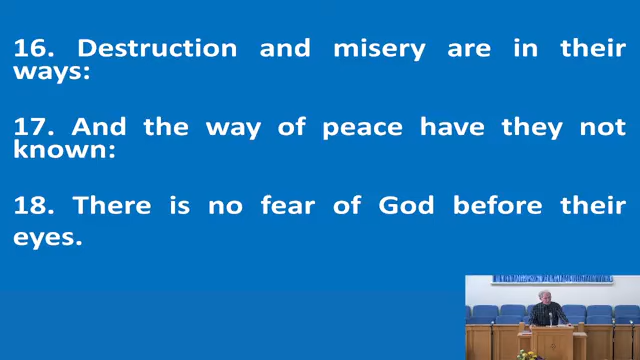 16. Destruction and misery are in their
ways:
17. And the way of peace have they not
known:
18. There is no fear of God before their
eyes.